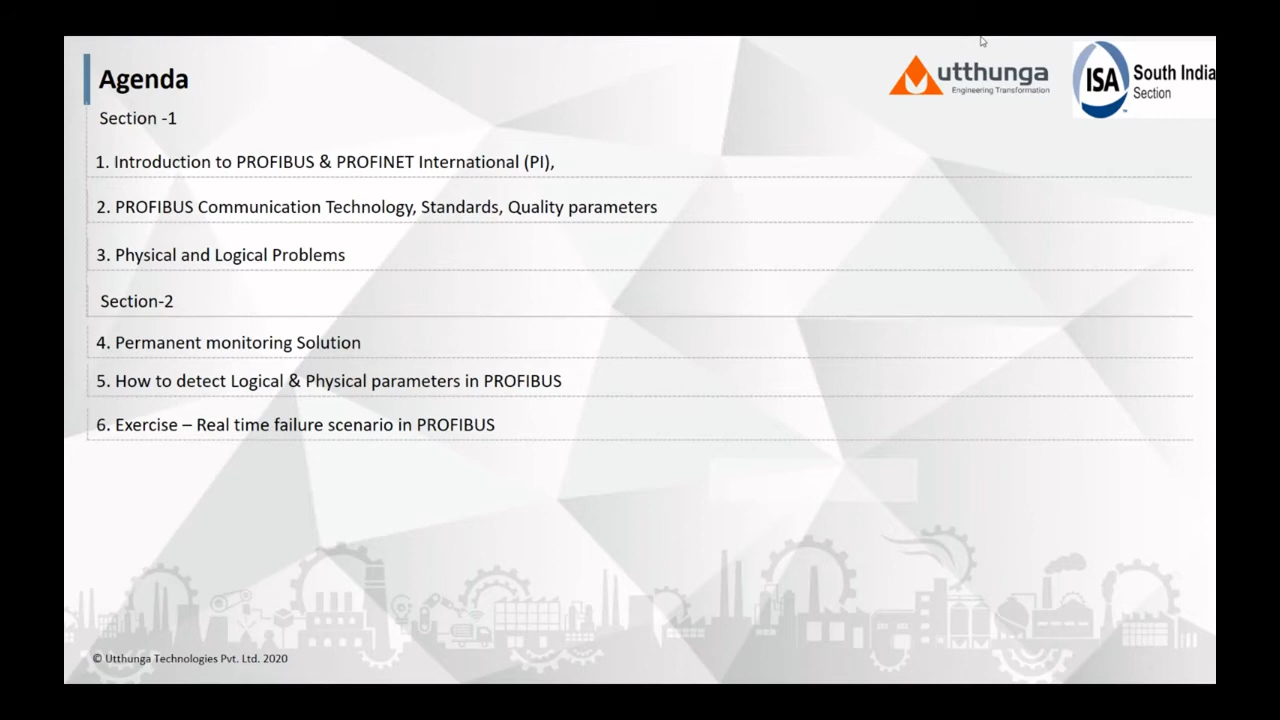 Agenda
utthunga
Engineering Transformation
ISA
South India
Section
Section -1
1. Introduction to PROFIBUS & PROFINET International (PI),
2. PROFIBUS Communication Technology, Standards, Quality parameters
3. Physical and Logical Problems
Section-2
4. Permanent monitoring Solution
5. How to detect Logical & Physical parameters in PROFIBUS
6. Exercise – Real time failure scenario in PROFIBUS
© Utthunga Technologies Pvt. Ltd. 2020